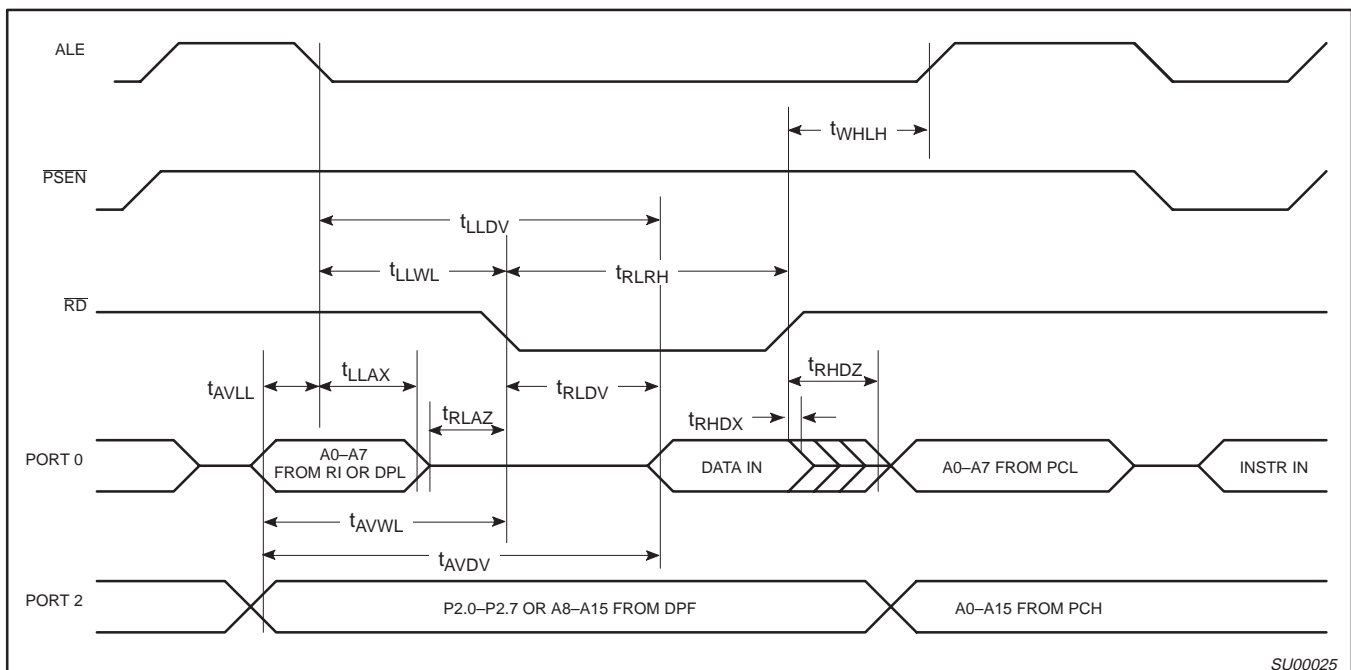 ALE
tWHLH
PSEN
tLLDV
tLLWL
tRLRH
RD
tAVLL
tLLAX
tRLDV
tRHDZ
tRLAZ
tRHDX
PORT 0
A0–A7
FROM RI OR DPL
DATA IN
A0–A7 FROM PCL
INSTR IN
tAVWL
tAVDV
PORT 2
P2.0–P2.7 OR A8–A15 FROM DPF
A0–A15 FROM PCH
SU00025